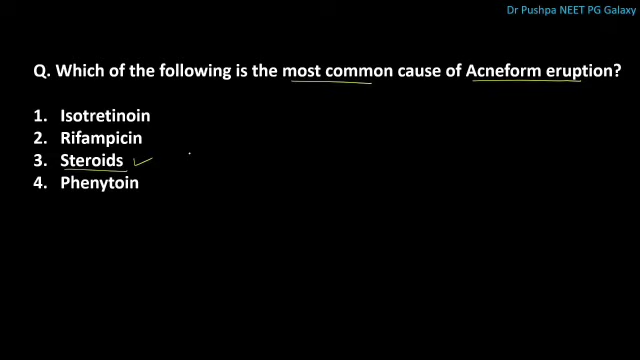 Dr Pushpa NEET PG Galaxy
Q. Which of the following is the most common cause of Acneform eruption?
1. Isotretinoin
2. Rifampicin
3. Steroids
4. Phenytoin